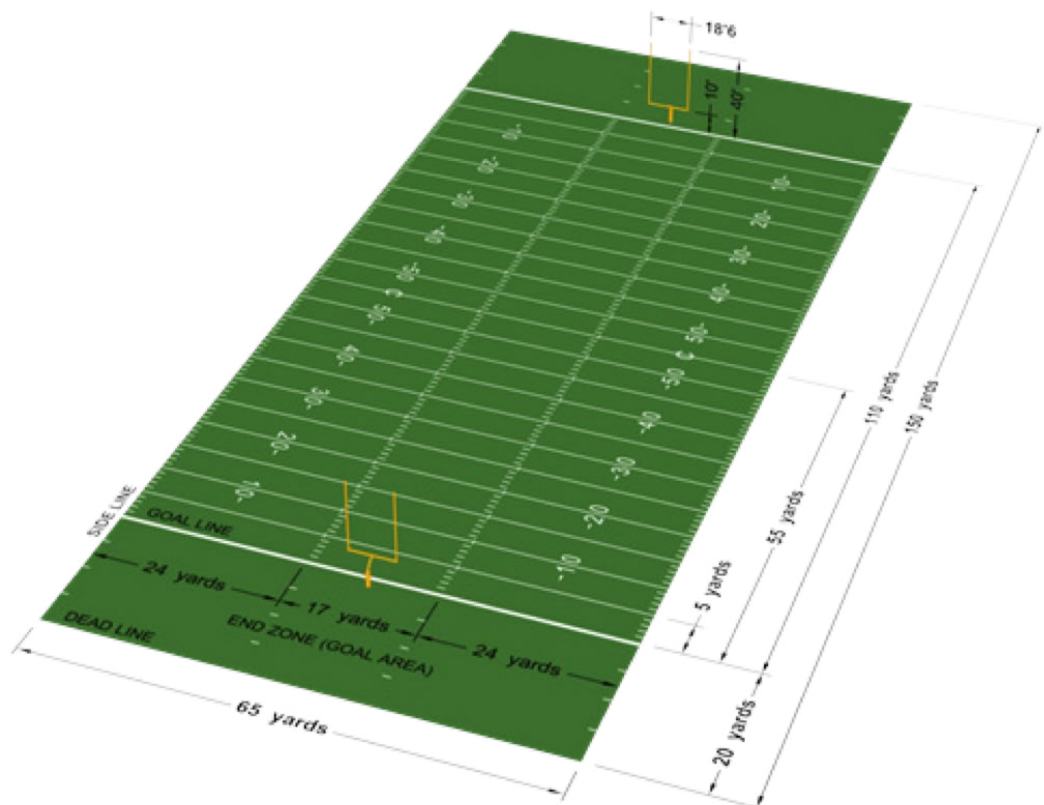 18"6
10'
40'
-10
-20
-30
-40
-50
C
50-
40-
30-
20-
10-
10-
20-
30-
40-
50-
C
-50
-40
-30
-20
-10
110 yards
150 yards
55 yards
5 yards
20 yards
SIDE LINE
GOAL LINE
24 yards
17 yards
24 yards
END ZONE (GOAL AREA)
DEAD LINE
65 yards